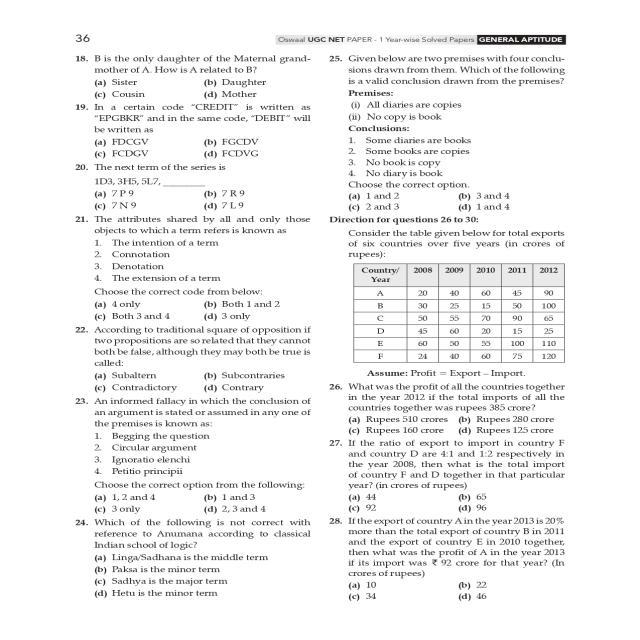 36
Oswaal UGC NET PAPER - 1 Year-wise Solved Papers GENERAL APTITUDE
18. B is the only daughter of the Maternal grand-
mother of A. How is A related to B?
(a) Sister (b) Daughter
(c) Cousin (d) Mother
19. In a certain code "CREDIT" is written as
"EPGBKR" and in the same code, "DEBIT" will
be written as
(a) FDCGV (b) FGCDV
(c) FCDGV (d) FCDVG
20. The next term of the series is
1D3, 3H5, 5L7, ________
(a) 7 P 9 (b) 7 R 9
(c) 7 N 9 (d) 7 L 9
21. The attributes shared by all and only those
objects to which a term refers is known as
1. The intention of a term
2. Connotation
3. Denotation
4. The extension of a term
Choose the correct code from below:
(a) 4 only (b) Both 1 and 2
(c) Both 3 and 4 (d) 3 only
22. According to traditional square of opposition if
two propositions are so related that they cannot
both be false, although they may both be true is
called:
(a) Subaltern (b) Subcontraries
(c) Contradictory (d) Contrary
23. An informed fallacy in which the conclusion of
an argument is stated or assumed in any one of
the premises is known as:
1. Begging the question
2. Circular argument
3. Ignoratio elenchi
4. Petitio principii
Choose the correct option from the following:
(a) 1, 2 and 4 (b) 1 and 3
(c) 3 only (d) 2, 3 and 4
24. Which of the following is not correct with
reference to Anumana according to classical
Indian school of logic?
(a) Linga/Sadhana is the middle term
(b) Paksa is the minor term
(c) Sadhya is the major term
(d) Hetu is the minor term
25. Given below are two premises with four conclu-
sions drawn from them. Which of the following
is a valid conclusion drawn from the premises?
Premises:
(i) All diaries are copies
(ii) No copy is book
Conclusions:
1. Some diaries are books
2. Some books are copies
3. No book is copy
4. No diary is book
Choose the correct option.
(a) 1 and 2 (b) 3 and 4
(c) 2 and 3 (d) 1 and 4
Direction for questions 26 to 30:
Consider the table given below for total exports
of six countries over five years (in crores of
rupees):
Country/ Year 2008 2009 2010 2011 2012
A 20 40 60 45 90
B 30 25 15 50 100
C 50 55 70 90 65
D 45 60 20 15 25
E 60 50 55 100 110
F 24 40 60 75 120
Assume: Profit = Export – Import.
26. What was the profit of all the countries together
in the year 2012 if the total imports of all the
countries together was rupees 385 crore?
(a) Rupees 510 crores (b) Rupees 280 crore
(c) Rupees 160 crore (d) Rupees 125 crore
27. If the ratio of export to import in country F
and country D are 4:1 and 1:2 respectively in
the year 2008, then what is the total import
of country F and D together in that particular
year? (in crores of rupees)
(a) 44 (b) 65
(c) 92 (d) 96
28. If the export of country A in the year 2013 is 20%
more than the total export of country B in 2011
and the export of country E in 2010 together,
then what was the profit of A in the year 2013
if its import was ₹ 92 crore for that year? (In
crores of rupees)
(a) 10 (b) 22
(c) 34 (d) 46